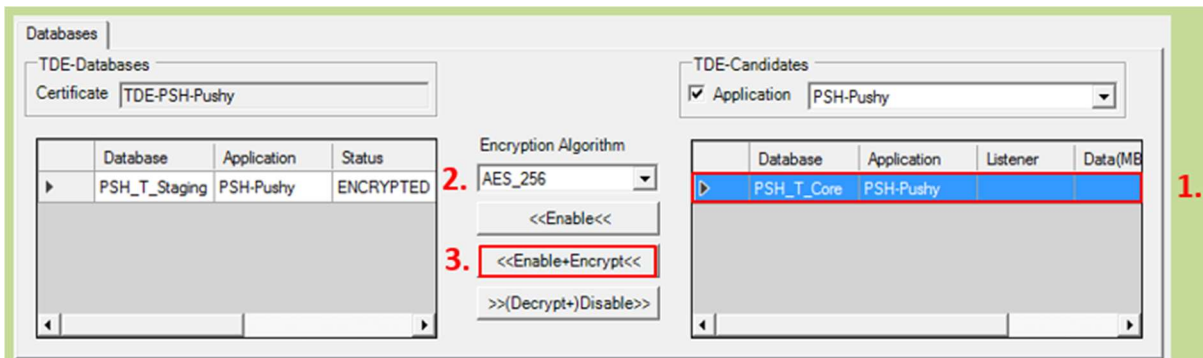 Databases
TDE-Databases
Certificate TDE-PSH-Pushy
TDE-Candidates
Application PSH-Pushy
Database Application Status
PSH_T_Staging PSH-Pushy ENCRYPTED
Encryption Algorithm
2. AES_256
<<Enable<<
3. <<Enable+Encrypt<<
>>(Decrypt+)Disable>>
Database Application Listener Data(MB
PSH_T_Core PSH-Pushy
1.